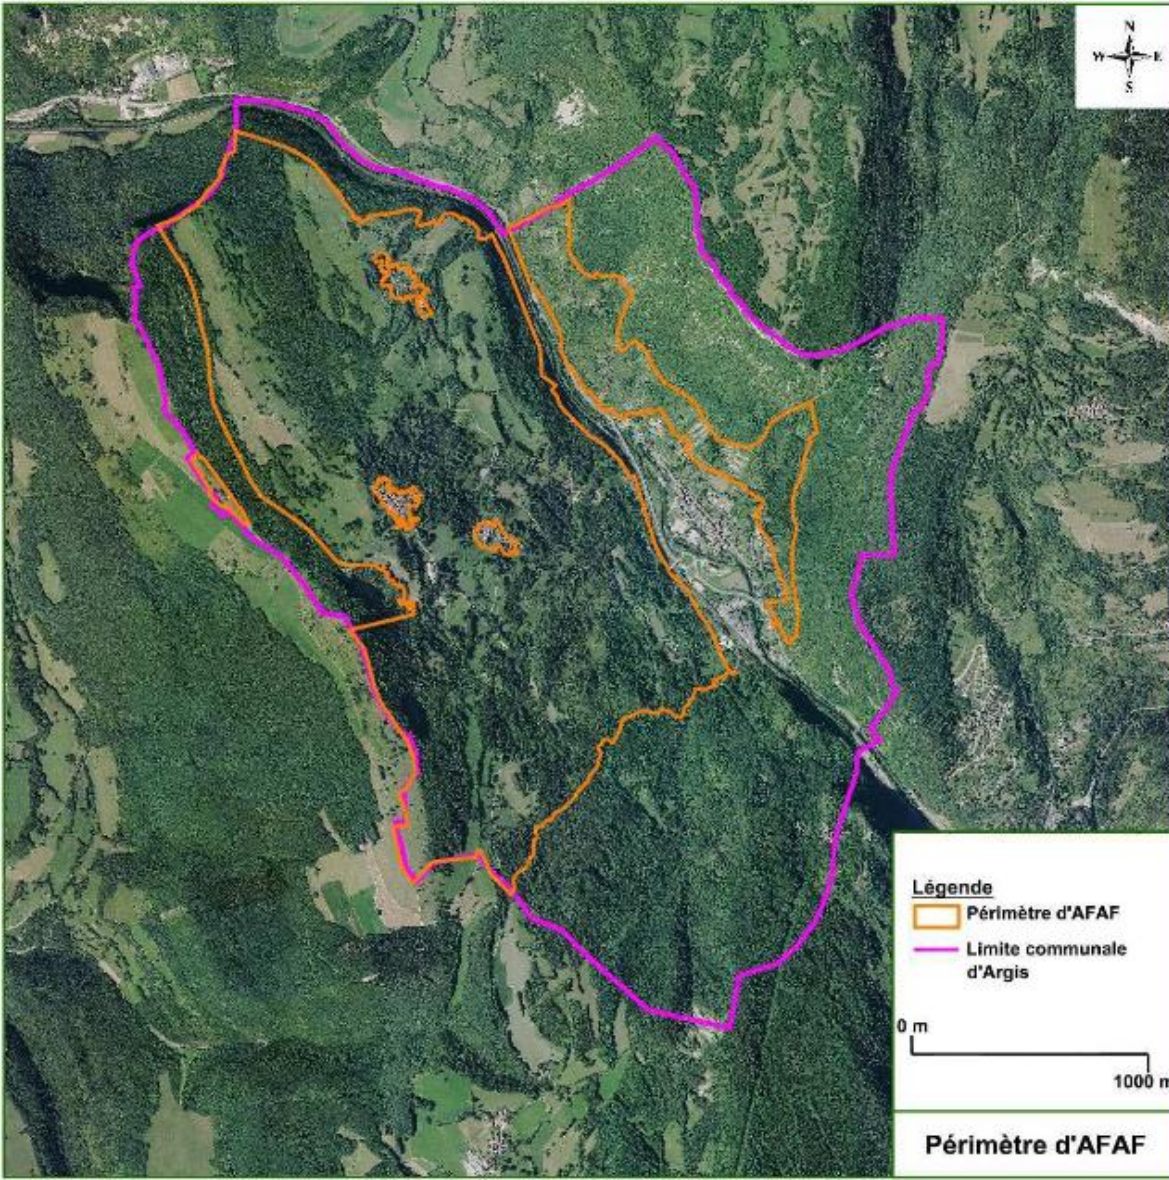 N
W E
S
Légende
Périmètre d'AFAF
Limite communale
d'Argis
0 m
1000 m
Périmètre d'AFAF